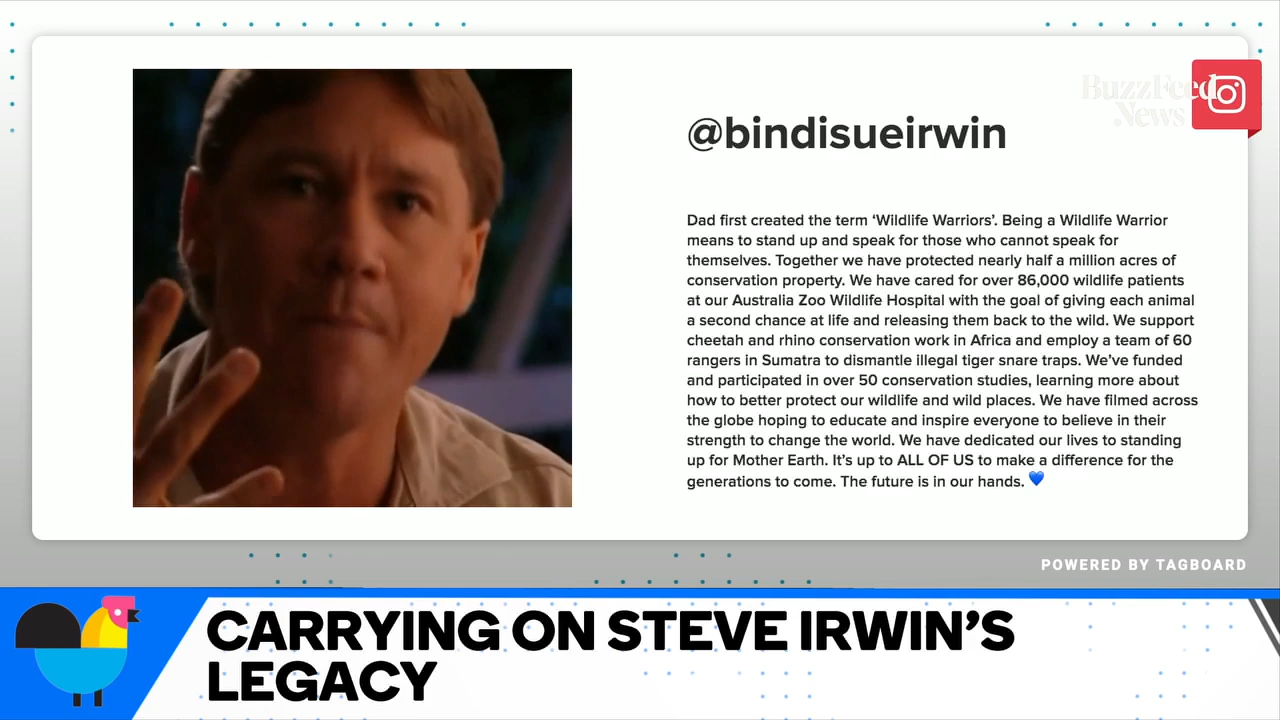 BuzzFeed
News
@bindisueirwin
Dad first created the term ‘Wildlife Warriors’. Being a Wildlife Warrior
means to stand up and speak for those who cannot speak for
themselves. Together we have protected nearly half a million acres of
conservation property. We have cared for over 86,000 wildlife patients
at our Australia Zoo Wildlife Hospital with the goal of giving each animal
a second chance at life and releasing them back to the wild. We support
cheetah and rhino conservation work in Africa and employ a team of 60
rangers in Sumatra to dismantle illegal tiger snare traps. We’ve funded
and participated in over 50 conservation studies, learning more about
how to better protect our wildlife and wild places. We have filmed across
the globe hoping to educate and inspire everyone to believe in their
strength to change the world. We have dedicated our lives to standing
up for Mother Earth. It’s up to ALL OF US to make a difference for the
generations to come. The future is in our hands. 💙
POWERED BY TAGBOARD
CARRYING ON STEVE IRWIN’S
LEGACY